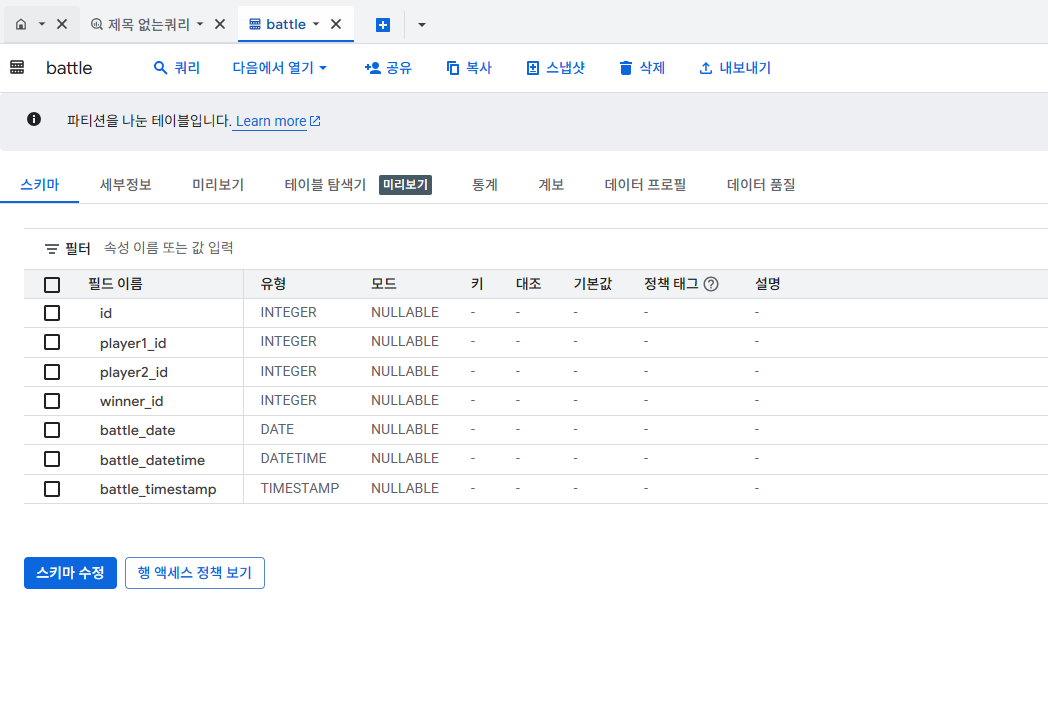 제목 없는쿼리 battle
battle 쿼리 다음에서 열기 공유 복사 스냅샷 삭제 내보내기
파티션을 나눈 테이블입니다. Learn more
스키마 세부정보 미리보기 테이블 탐색기 미리보기 통계 계보 데이터 프로필 데이터 품질
필터 속성 이름 또는 값 입력
필드 이름 유형 모드 키 대조 기본값 정책 태그 설명
id INTEGER NULLABLE - - - - -
player1_id INTEGER NULLABLE - - - - -
player2_id INTEGER NULLABLE - - - - -
winner_id INTEGER NULLABLE - - - - -
battle_date DATE NULLABLE - - - - -
battle_datetime DATETIME NULLABLE - - - - -
battle_timestamp TIMESTAMP NULLABLE - - - - -
스키마 수정 행 액세스 정책 보기